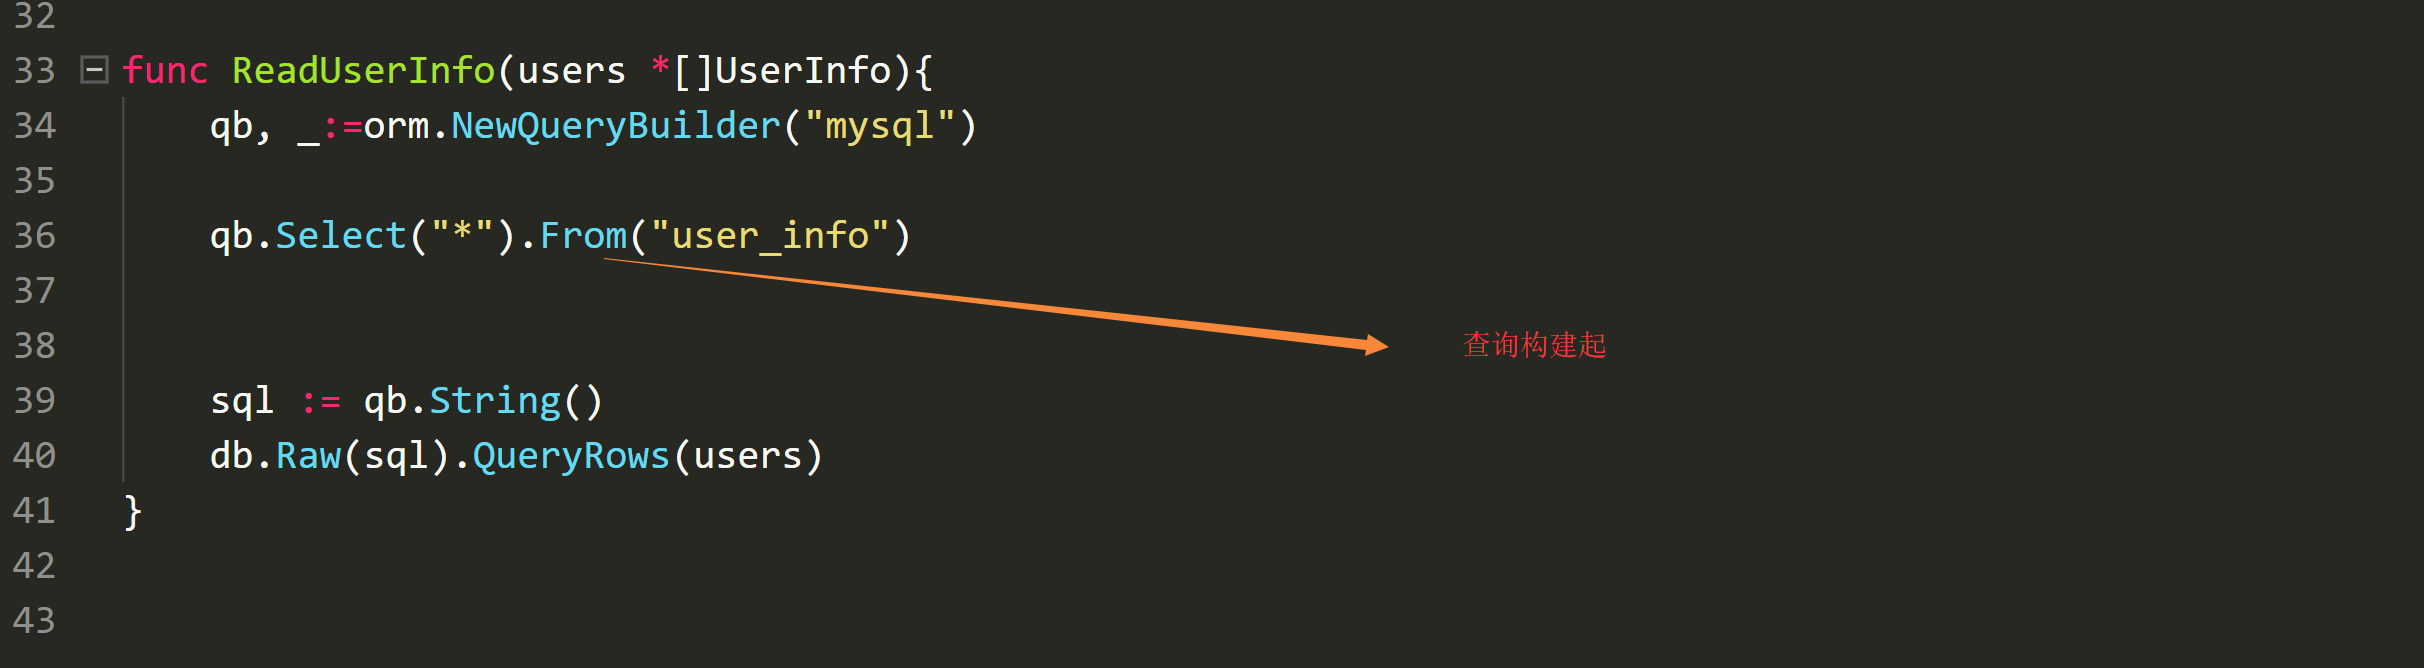 32
33 func ReadUserInfo(users *[]UserInfo){
34 qb, _:=orm.NewQueryBuilder("mysql")
35
36 qb.Select("*").From("user_info")
37
38 查询构建起
39 sql := qb.String()
40 db.Raw(sql).QueryRows(users)
41 }
42
43